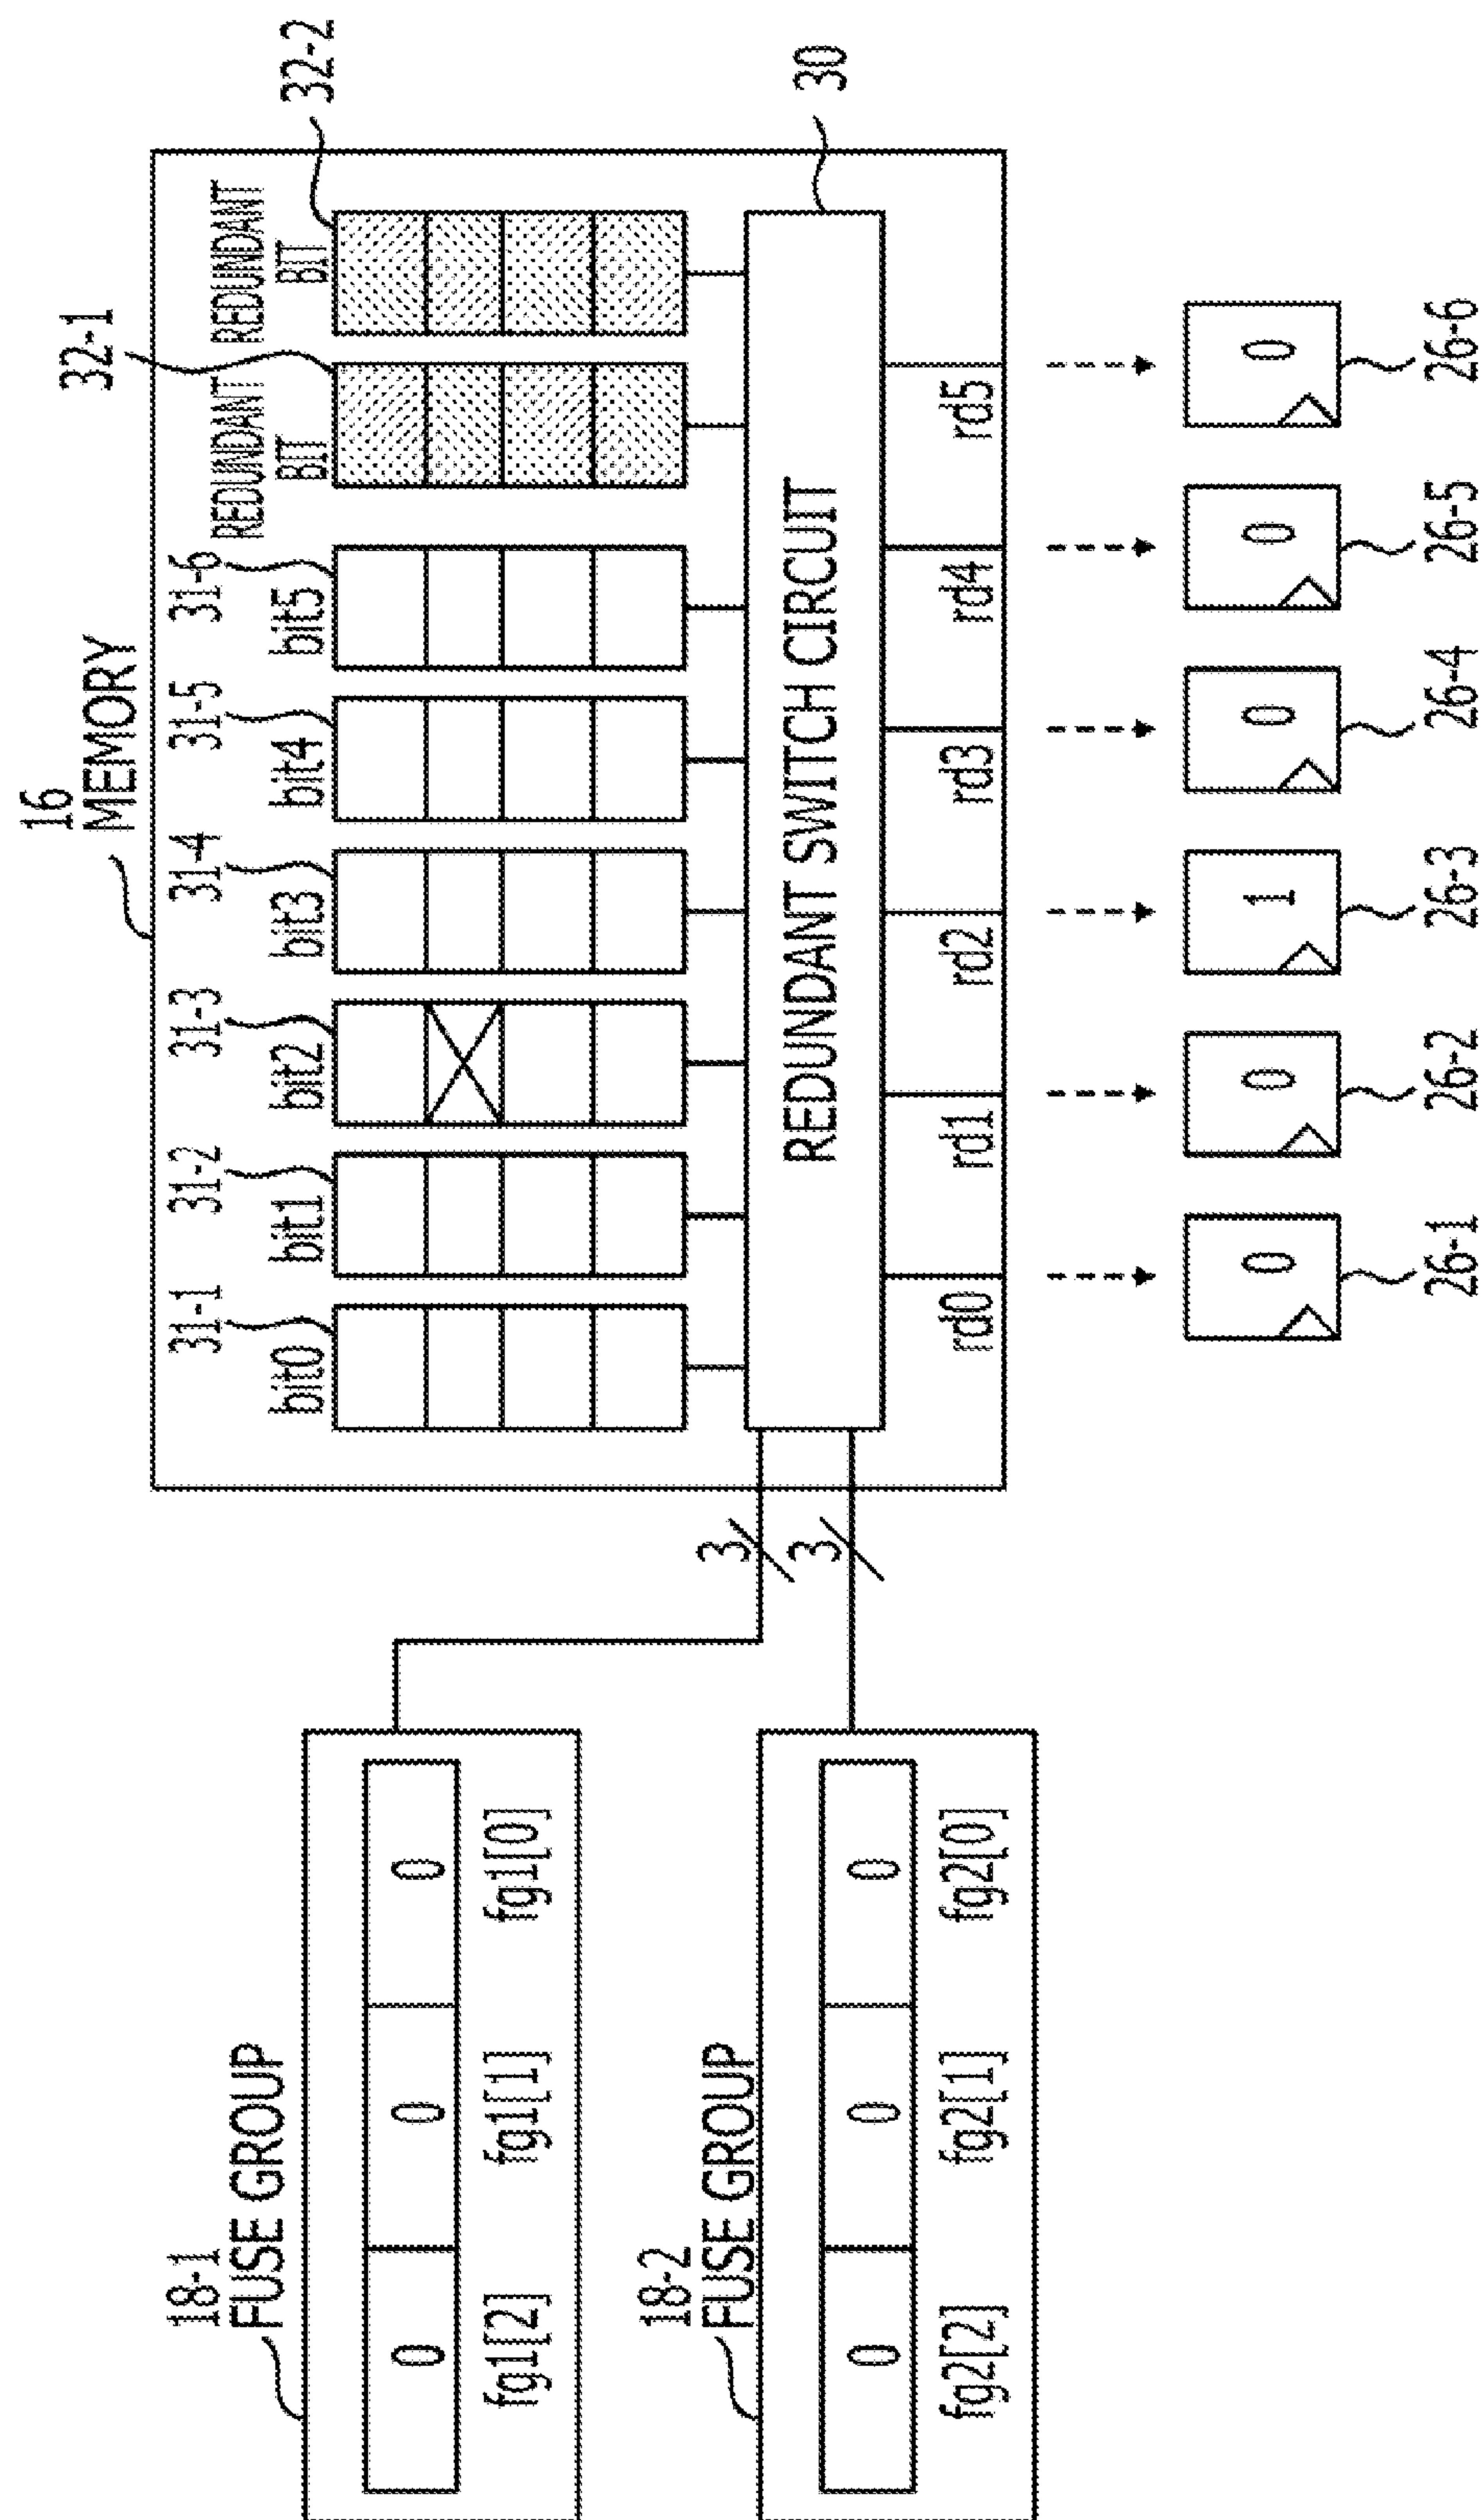 16
MEMORY
31-1
31-2
31-3
31-4
31-5
31-6
32-1
32-2
bit0
bit1
bit2
bit3
bit4
bit5
REDUNDANT
BIT
REDUNDANT
BIT
REDUNDANT SWITCH CIRCUIT
30
rd0
rd1
rd2
rd3
rd4
rd5
0
0
1
0
0
0
26-1
26-2
26-3
26-4
26-5
26-6
18-1
FUSE GROUP
0
0
0
fg1[2]
fg1[1]
fg1[0]
3
18-2
FUSE GROUP
0
0
0
fg2[2]
fg2[1]
fg2[0]
3